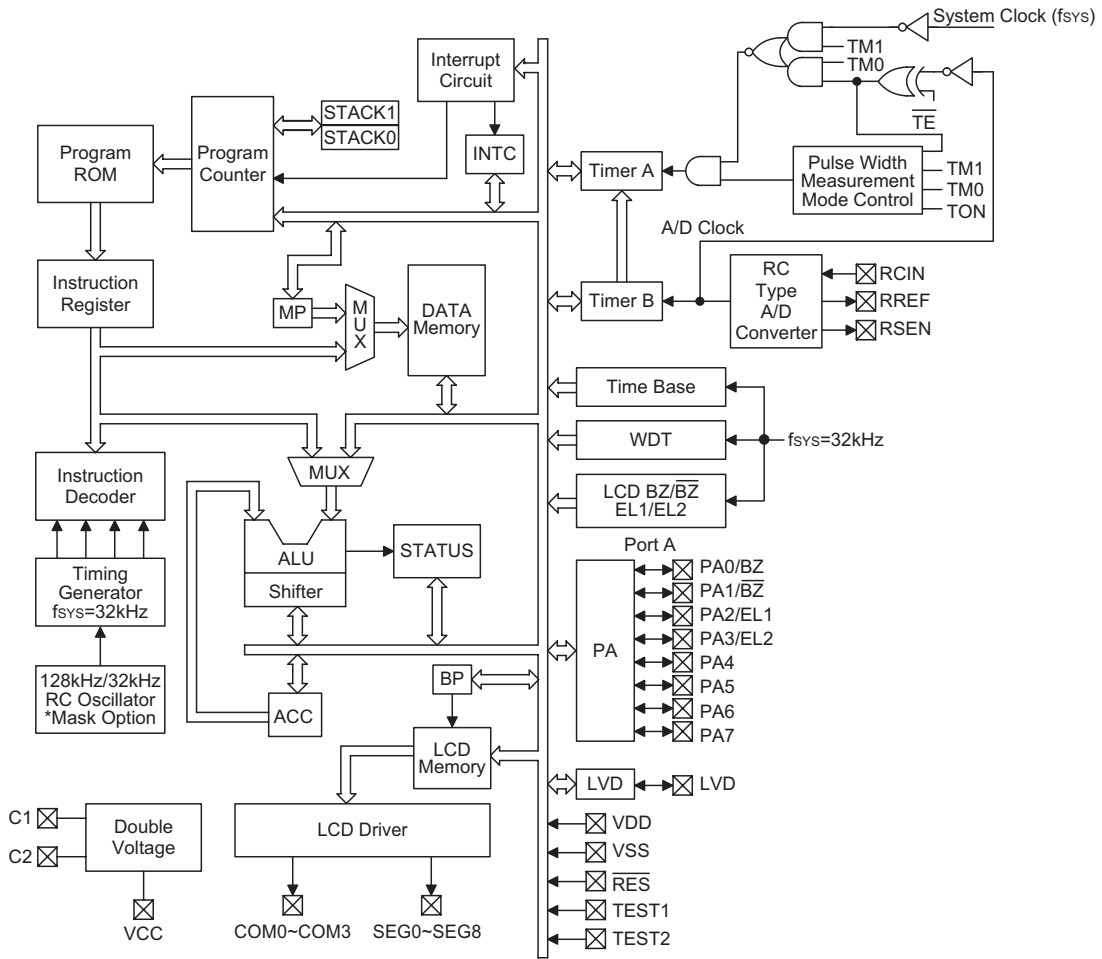 System Clock (fSYS)
TM1
TM0
TE
Interrupt
Circuit
STACK1
STACK0
INTC
Program
ROM
Program
Counter
Timer A
Pulse Width
Measurement
Mode Control
TM1
TM0
TON
A/D Clock
Instruction
Register
MP
MUX
DATA
Memory
Timer B
RC
Type
A/D
Converter
RCIN
RREF
RSEN
Time Base
WDT
fSYS=32kHz
LCD BZ/BZ
EL1/EL2
Instruction
Decoder
MUX
ALU
Shifter
STATUS
Timing
Generator
fSYS=32kHz
128kHz/32kHz
RC Oscillator
*Mask Option
ACC
BP
LCD
Memory
Port A
PA
PA0/BZ
PA1/BZ
PA2/EL1
PA3/EL2
PA4
PA5
PA6
PA7
LVD
LVD
C1
C2
Double
Voltage
VCC
LCD Driver
COM0~COM3
SEG0~SEG8
VDD
VSS
RES
TEST1
TEST2